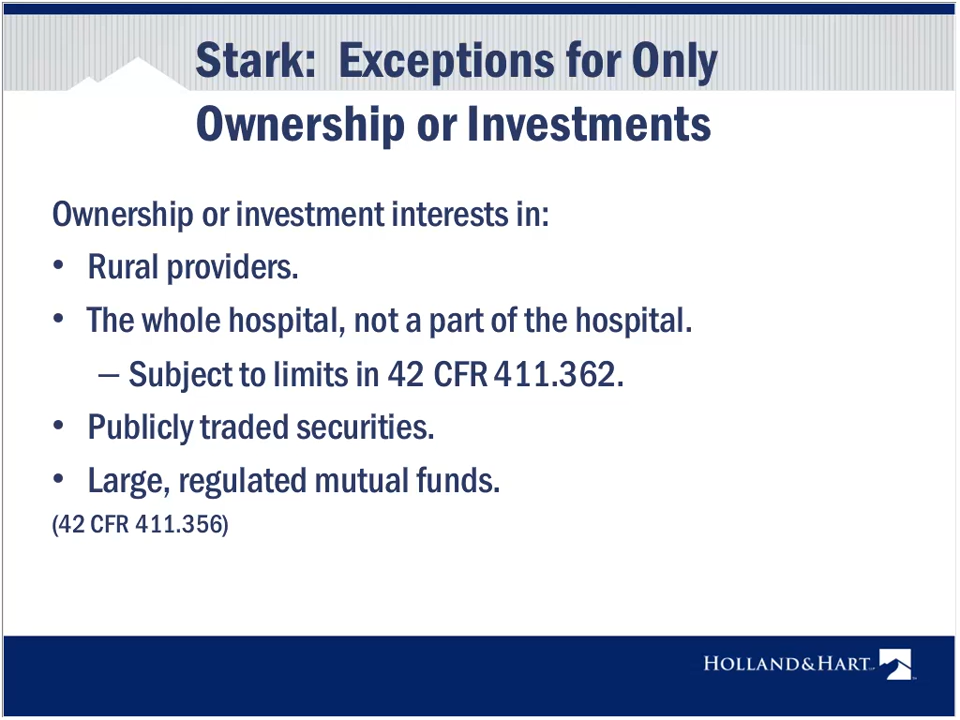 Stark:  Exceptions for Only
Ownership or Investments
Ownership or investment interests in:
• Rural providers.
• The whole hospital, not a part of the hospital.
– Subject to limits in 42 CFR 411.362.
• Publicly traded securities.
• Large, regulated mutual funds.
(42 CFR 411.356)
HOLLAND&HART